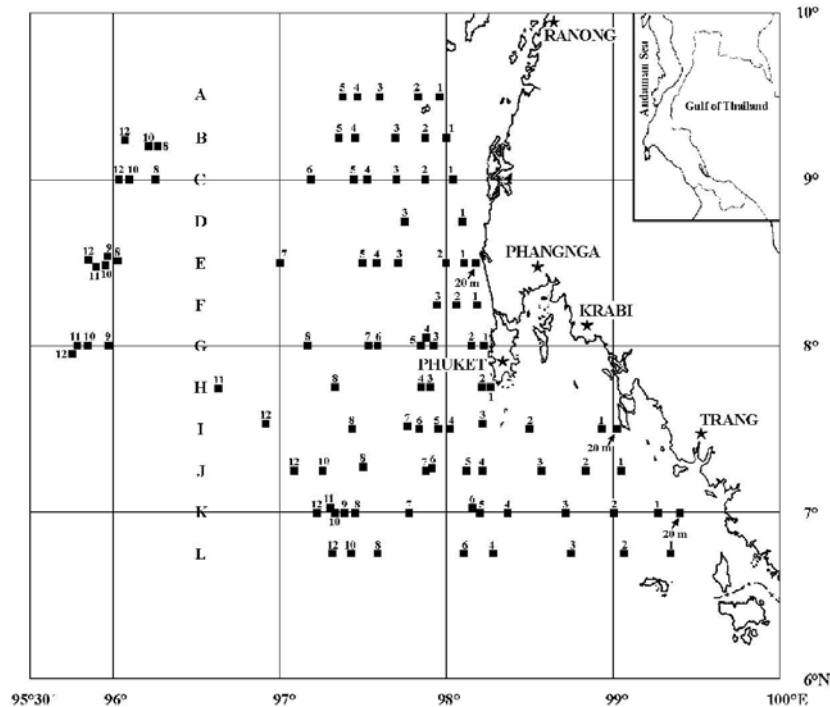 10°
RANONG
Andaman Sea
Gulf of Thailand
A 5 4 3 2 1
12 10 8 B 5 4 3 2 1
12 10 8 C 6 5 4 3 2 1 9°
D 3 1
12 9 8 11 10 E 7 5 4 3 2 1 20 m
PHANGNGA
F 3 2 1
KRABI
12 11 10 9 G 8 7 6 5 4 3 2 1 8°
PHUKET
11 H 8 4 3 2 1
12 I 8 7 6 5 4 3 2 1 20 m
TRANG
J 12 10 8 7 6 5 4 3 2 1
K 12 11 10 9 8 7 6 5 4 3 2 1 20 m 7°
L 12 10 8 6 4 3 2 1
6°N
95°30´ 96° 97° 98° 99° 100°E